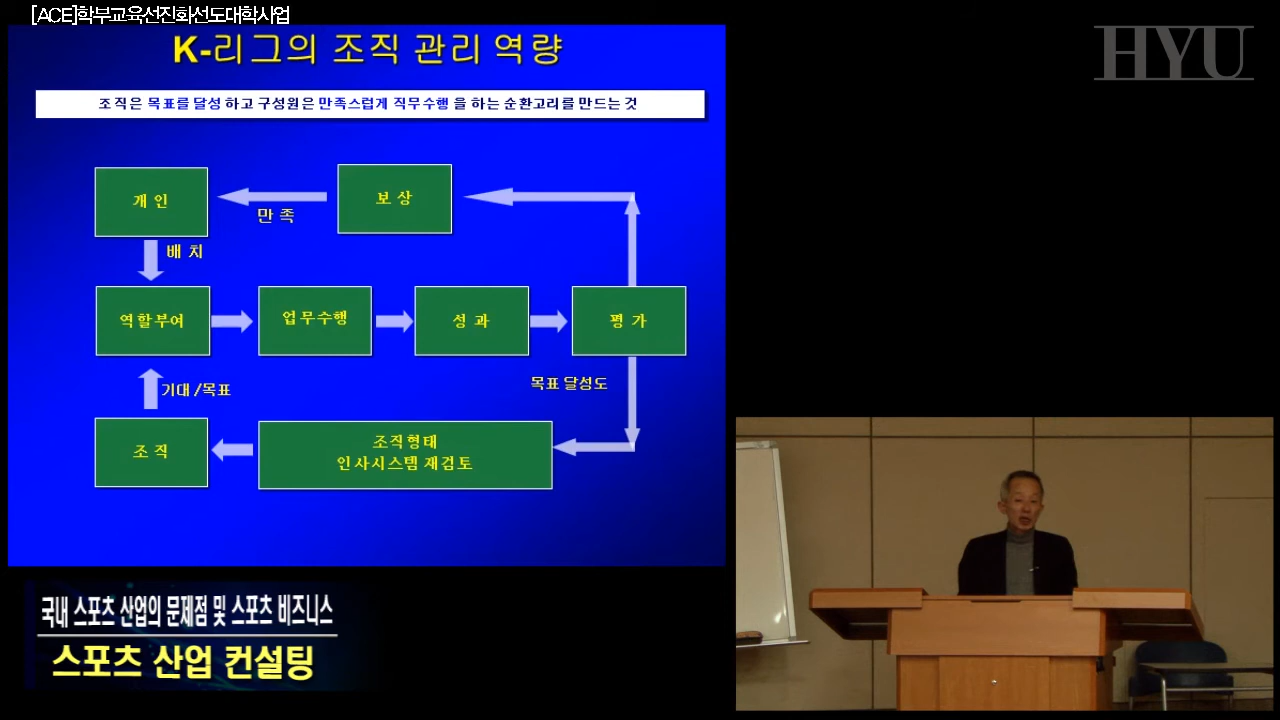 [ACE]학부교육선진화선도대학사업
HYU
K-리그의 조직 관리 역량
조직은 목표를 달성 하고 구성원은 만족스럽게 직무수행 을 하는 순환고리를 만드는 것
개 인
보 상
만 족
배 치
역할부여
업무수행
성 과
평 가
기대 /목표
목표 달성도
조 직
조직형태
인사시스템 재검토
국내 스포츠 산업의 문제점 및 스포츠 비즈니스
스포츠 산업 컨설팅